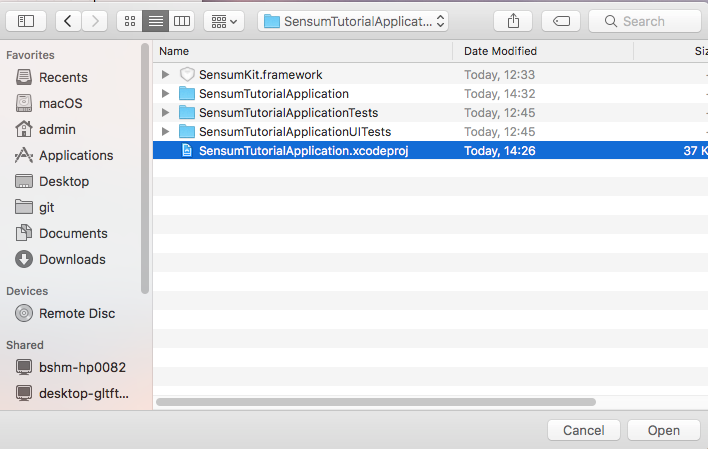 SensumTutorialApplicat...
Search
Favorites
Recents
macOS
admin
Applications
Desktop
git
Documents
Downloads
Devices
Remote Disc
Shared
bshm-hp0082
desktop-gltft...
Name Date Modified
SensumKit.framework Today, 12:33
SensumTutorialApplication Today, 14:32
SensumTutorialApplicationTests Today, 12:45
SensumTutorialApplicationUITests Today, 12:45
SensumTutorialApplication.xcodeproj Today, 14:26 37
Cancel Open